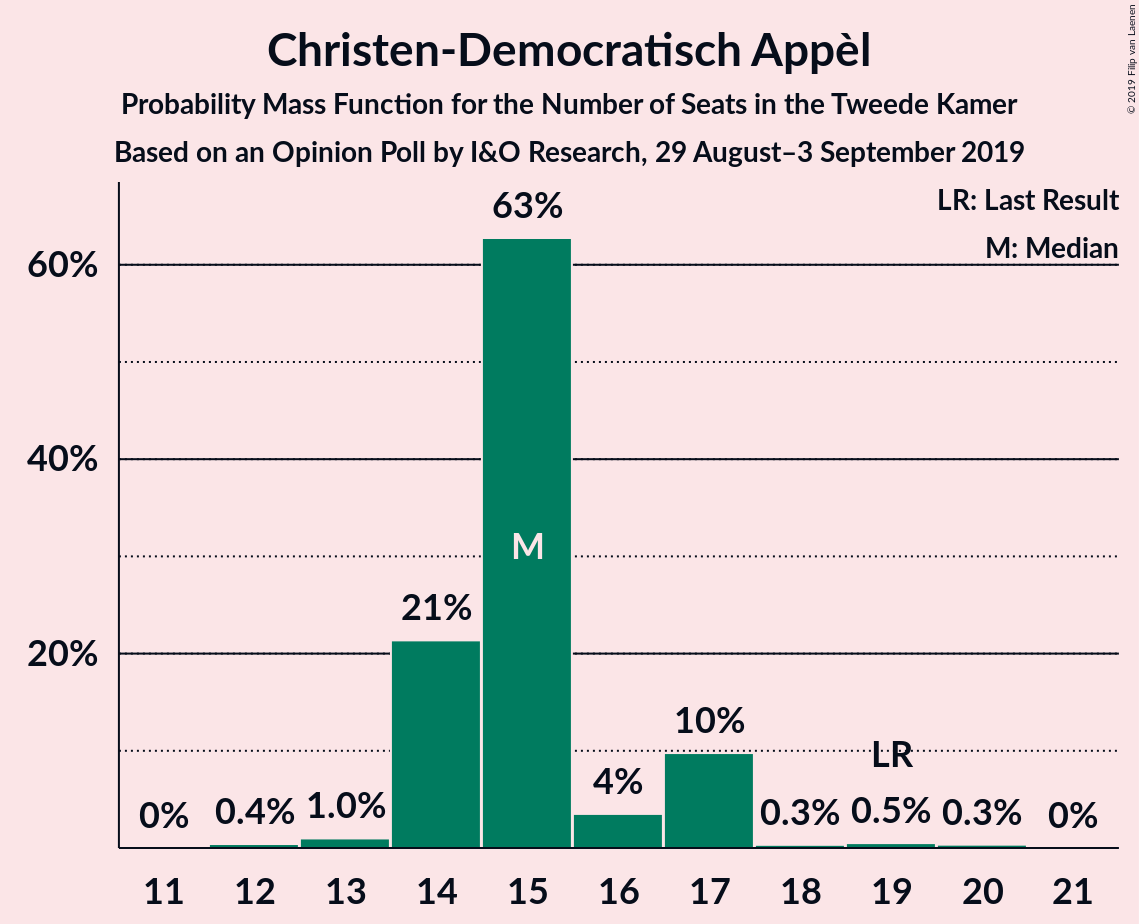 Christen-Democratisch Appèl
Probability Mass Function for the Number of Seats in the Tweede Kamer
Based on an Opinion Poll by I&O Research, 29 August–3 September 2019
© 2019 Filip van Laenen
LR: Last Result
M: Median
60%
40%
20%
0%
0.4%
1.0%
21%
63%
M
4%
10%
0.3%
LR
0.5%
0.3%
0%
11 12 13 14 15 16 17 18 19 20 21